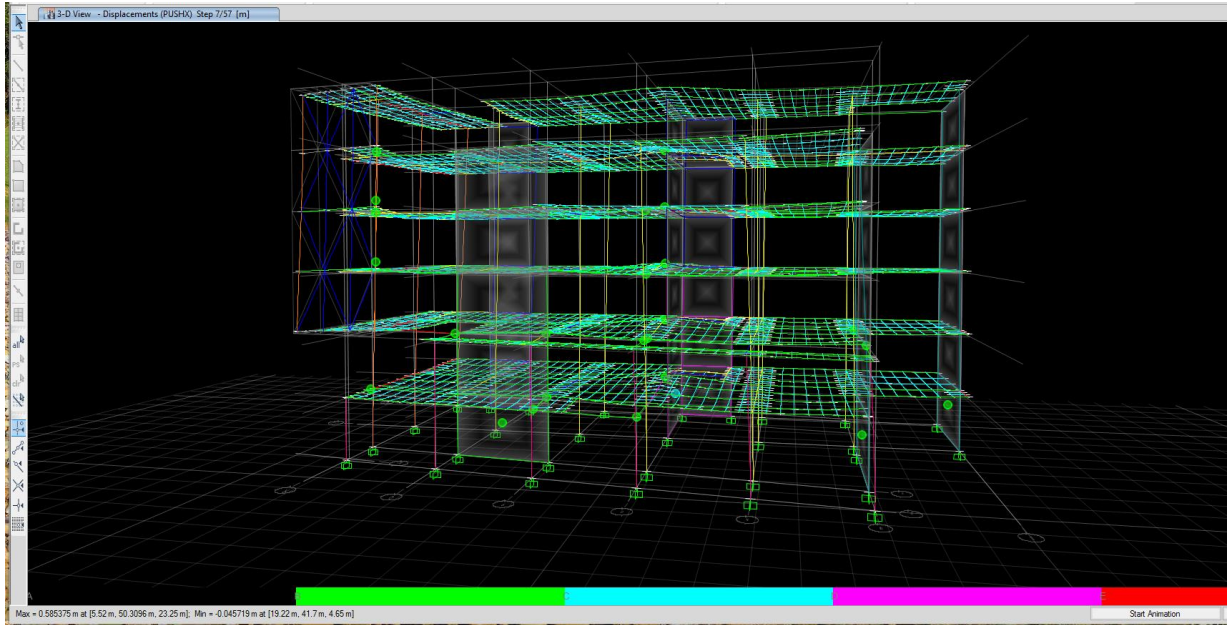 3-D View - Displacements (PUSHX) Step 7/57 [m]
all
A
B
C
D
E
Max = 0.585375 m at [5.52 m, 50.3096 m, 23.25 m]; Min = -0.045719 m at [19.22 m, 41.7 m, 4.65 m]
Start Animation